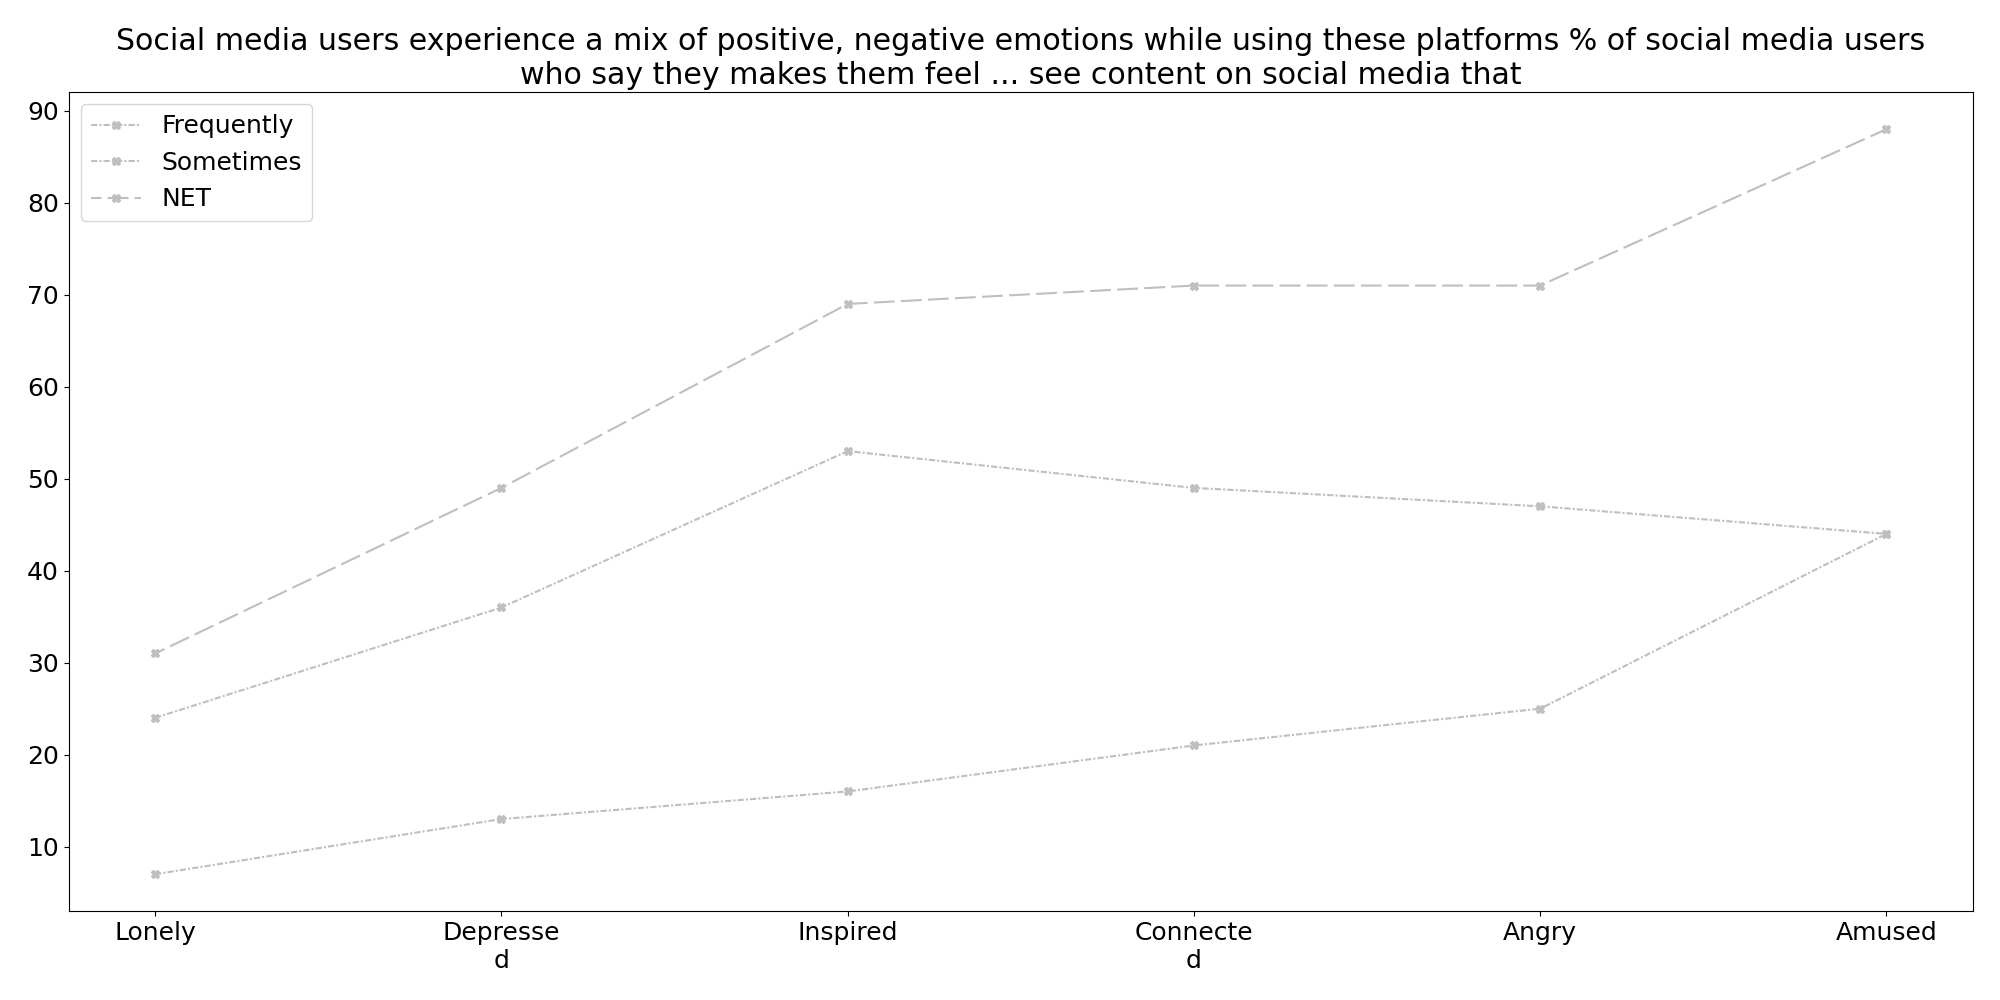 Social media users experience a mix of positive, negative emotions while using these platforms % of social media users
who say they makes them feel ... see content on social media that
90
80
70
60
50
40
30
20
10
Frequently
Sometimes
NET
Lonely
Depresse
d
Inspired
Connecte
d
Angry
Amused